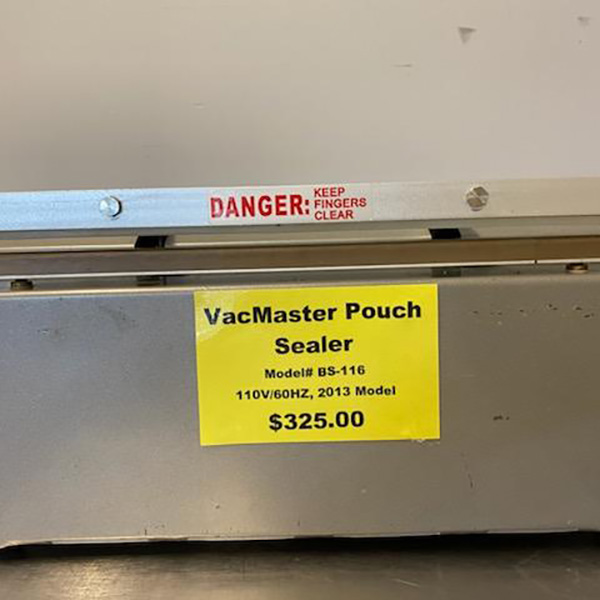 DANGER: KEEP
FINGERS
CLEAR
VacMaster Pouch
Sealer
Model# BS-116
110V/60HZ, 2013 Model
$325.00